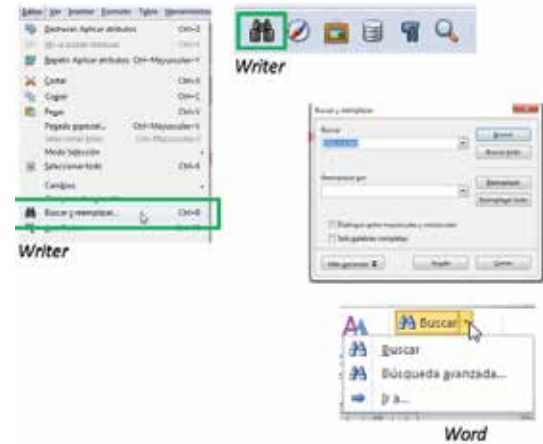 Editar Ver Insertar Formato Tabla Herramientas
Deshacer: Aplicar atributos Ctrl+Z
Repetir: Aplicar atributos Ctrl+Mayúsculas+Y
Cortar Ctrl+X
Copiar Ctrl+C
Pegar Ctrl+V
Pegado especial... Ctrl+Mayúsculas+V
Modo Selección
Seleccionar todo
Cambios
Buscar y reemplazar... Ctrl+B
Writer
Writer
Buscar y reemplazar
Buscar
Buscar
Buscar todo
Reemplazar por
Reemplazar
Reemplazar todo
Distinguir entre mayúsculas y minúsculas
Sólo palabras completas
Más opciones
Ayuda
Cerrar
Buscar
Buscar
Búsqueda avanzada...
Ir a...
Word